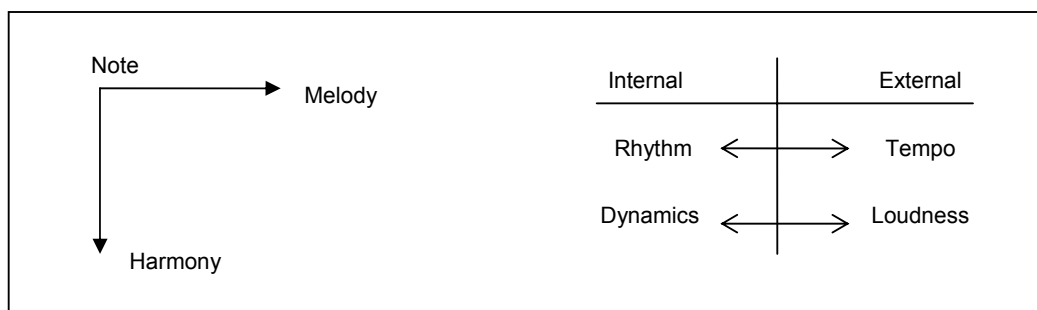 Note
Melody
Harmony
Internal External
Rhythm Tempo
Dynamics Loudness